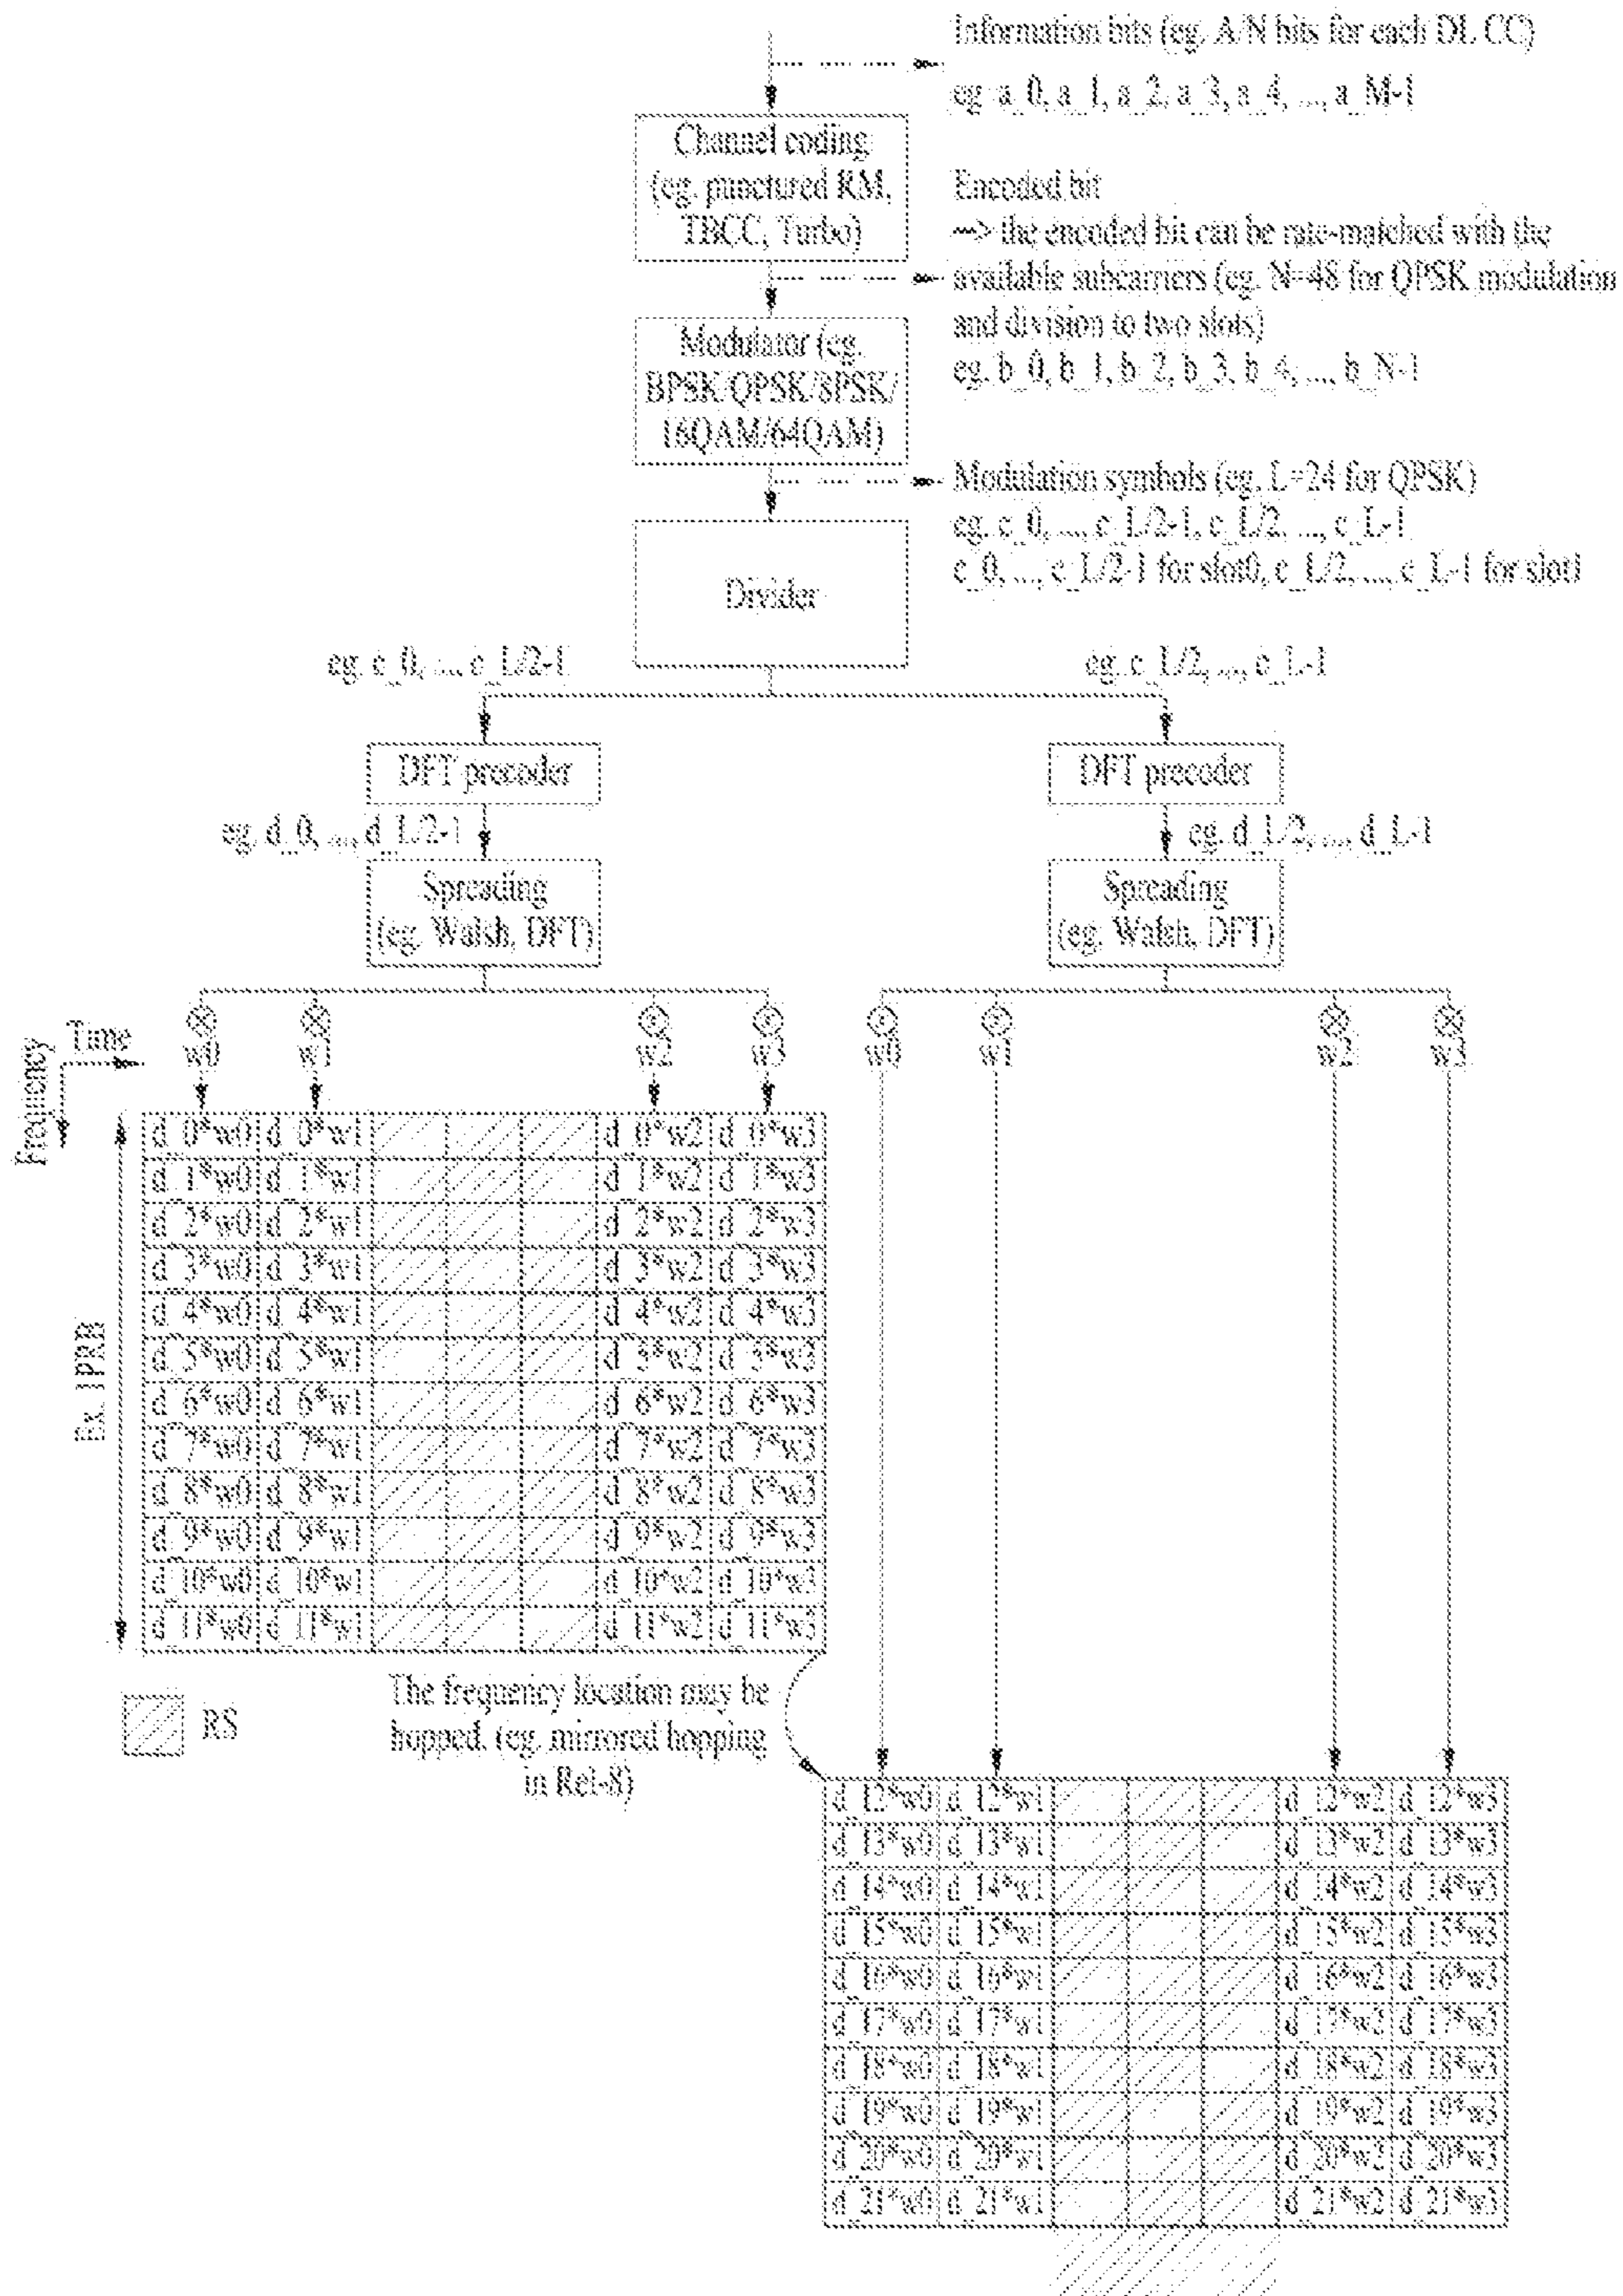 Information bits (eg. A/N bits for each DL CC)
eg. a_0, a_1, a_2, a_3, a_4, ..., a_M-1
Channel coding
(eg. punctured RM,
TBCC, Turbo)
Encoded bit
~~> the encoded bit can be rate-matched with the
available subcarriers (eg. N=48 for QPSK modulation
and division to two slots)
eg. b_0, b_1, b_2, b_3, b_4, ..., b_N-1
Modulator (eg.
BPSK/QPSK/8PSK/
16QAM/64QAM)
Modulation symbols (eg. L=24 for QPSK)
eg. c_0, ..., c_L/2-1, c_L/2, ..., c_L-1
c_0, ..., c_L/2-1 for slot0, c_L/2, ..., c_L-1 for slot1
Divider
eg. c_0, ..., c_L/2-1
eg. c_L/2, ..., c_L-1
DFT precoder
DFT precoder
eg. d_0, ..., d_L/2-1
eg. d_L/2, ..., d_L-1
Spreading
(eg. Walsh, DFT)
Spreading
(eg. Walsh, DFT)
Time
Frequency
w0 w1 w2 w3 w0 w1 w2 w3
Ex. 1PRB
d_0*w0 d_0*w1 d_0*w2 d_0*w3
d_1*w0 d_1*w1 d_1*w2 d_1*w3
d_2*w0 d_2*w1 d_2*w2 d_2*w3
d_3*w0 d_3*w1 d_3*w2 d_3*w3
d_4*w0 d_4*w1 d_4*w2 d_4*w3
d_5*w0 d_5*w1 d_5*w2 d_5*w3
d_6*w0 d_6*w1 d_6*w2 d_6*w3
d_7*w0 d_7*w1 d_7*w2 d_7*w3
d_8*w0 d_8*w1 d_8*w2 d_8*w3
d_9*w0 d_9*w1 d_9*w2 d_9*w3
d_10*w0 d_10*w1 d_10*w2 d_10*w3
d_11*w0 d_11*w1 d_11*w2 d_11*w3
RS
The frequency location may be
hopped. (eg. mirrored hopping
in Rel-8)
d_12*w0 d_12*w1 d_12*w2 d_12*w3
d_13*w0 d_13*w1 d_13*w2 d_13*w3
d_14*w0 d_14*w1 d_14*w2 d_14*w3
d_15*w0 d_15*w1 d_15*w2 d_15*w3
d_16*w0 d_16*w1 d_16*w2 d_16*w3
d_17*w0 d_17*w1 d_17*w2 d_17*w3
d_18*w0 d_18*w1 d_18*w2 d_18*w3
d_19*w0 d_19*w1 d_19*w2 d_19*w3
d_20*w0 d_20*w1 d_20*w2 d_20*w3
d_21*w0 d_21*w1 d_21*w2 d_21*w3